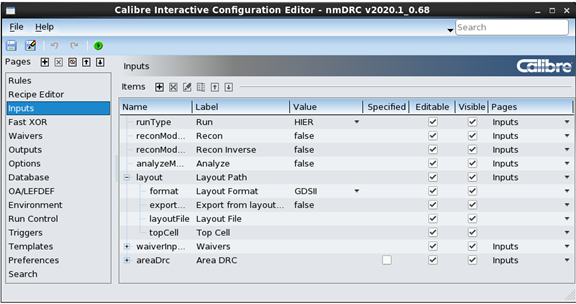 Calibre Interactive Configuration Editor - nmDRC v2020.1_0.68
File Help Search
Pages
Rules
Recipe Editor
Inputs
Fast XOR
Waivers
Outputs
Options
Database
OA/LEFDEF
Environment
Run Control
Triggers
Templates
Preferences
Search
Inputs Calibre
Items
Name Label Value Specified Editable Visible Pages
runType Run HIER Inputs
reconMod... Recon false Inputs
reconMod... Recon Inverse false Inputs
analyzeM... Analyze false Inputs
layout Layout Path Inputs
format Layout Format GDSII
export... Export from layout... false
layoutFile Layout File
topCell Top Cell
waiverInp... Waivers Inputs
areaDrc Area DRC Inputs